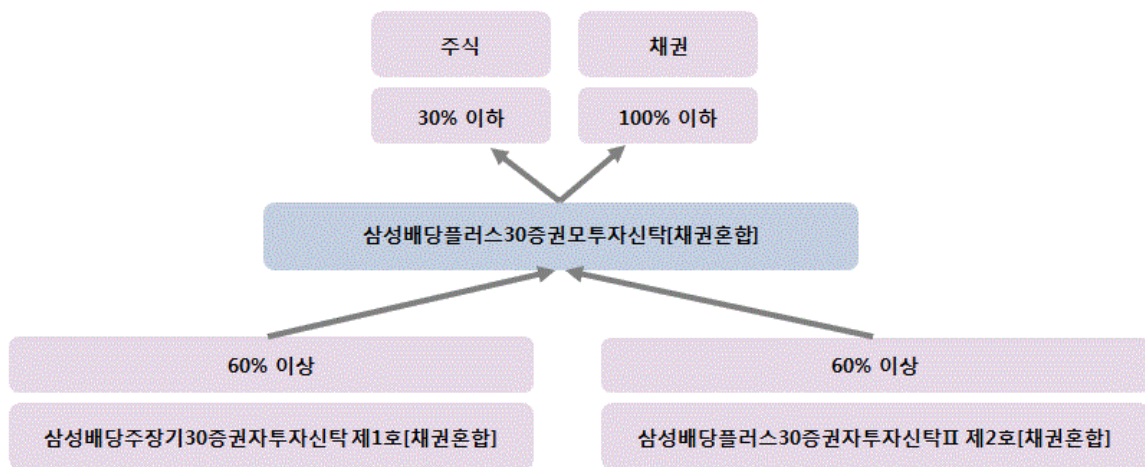 주식
채권
30% 이하
100% 이하
삼성배당플러스30증권모투자신탁[채권혼합]
60% 이상
60% 이상
삼성배당주장기30증권자투자신탁 제1호[채권혼합]
삼성배당플러스30증권자투자신탁Ⅱ 제2호[채권혼합]